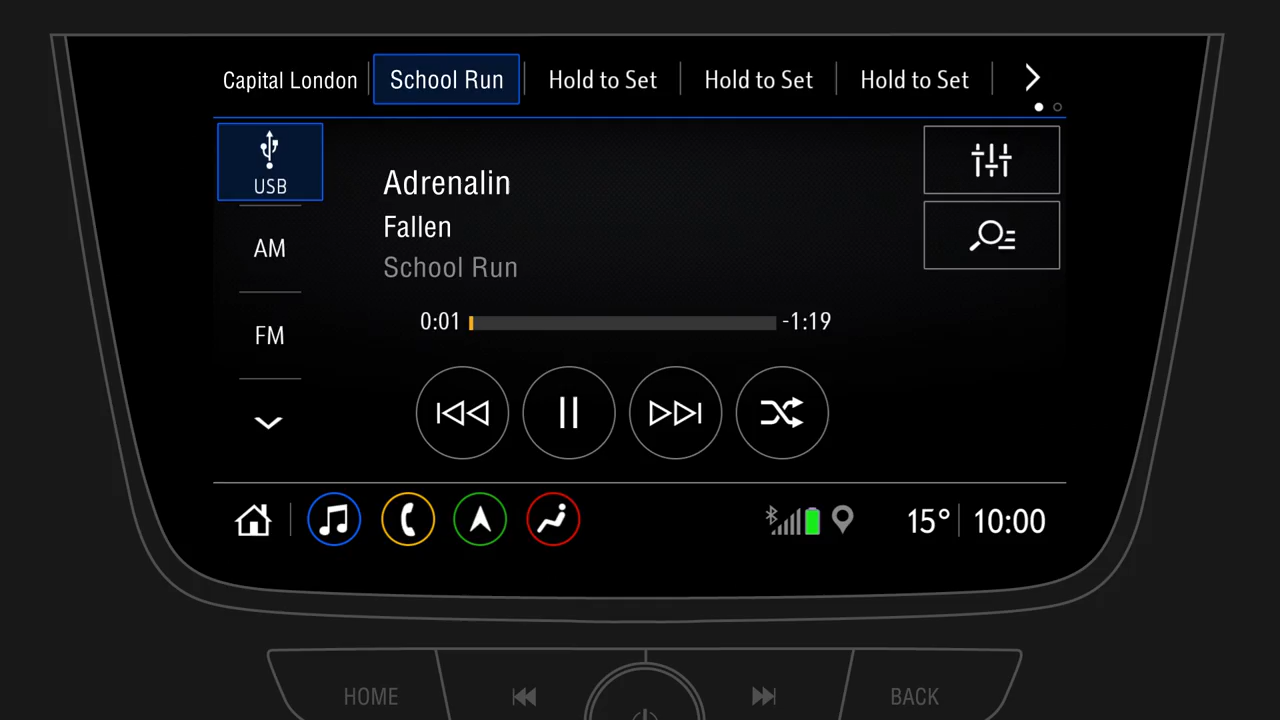 Capital London School Run Hold to Set Hold to Set Hold to Set
USB
AM
FM
Adrenalin
Fallen
School Run
0:01 -1:19
15° 10:00
HOME BACK